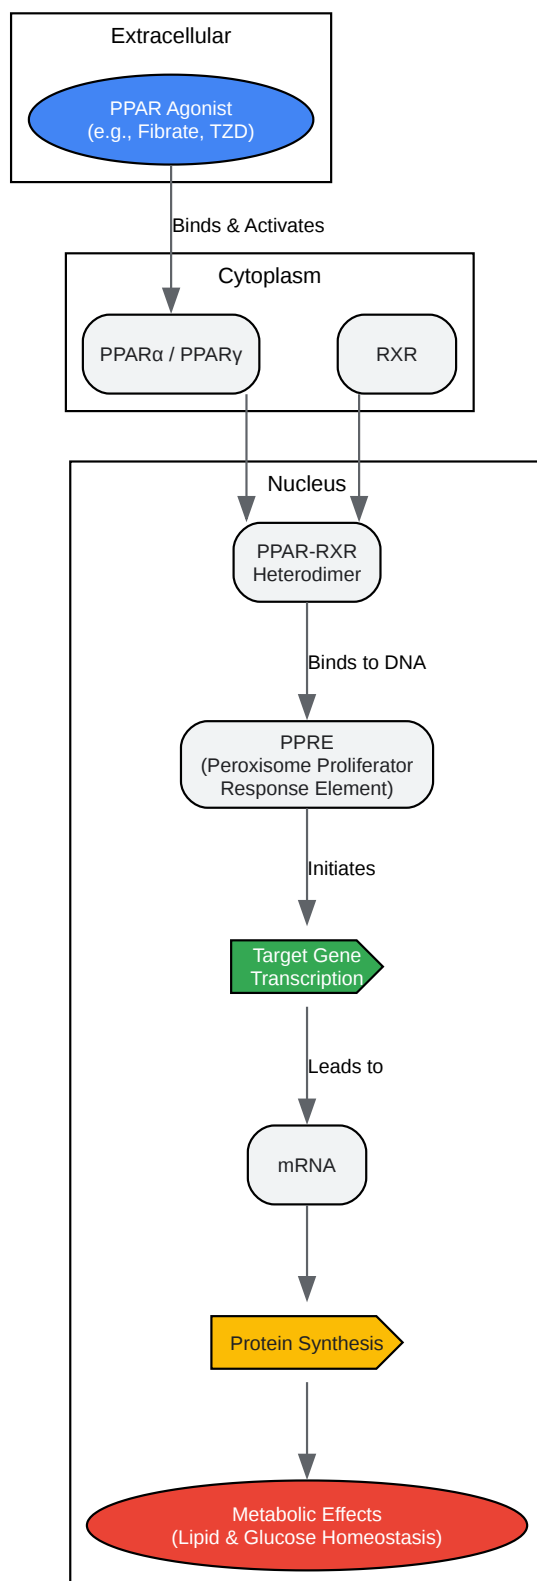 Extracellular
PPAR Agonist
(e.g., Fibrate, TZD)
Binds & Activates
Cytoplasm
PPARα / PPARγ
RXR
Nucleus
PPAR-RXR
Heterodimer
Binds to DNA
PPRE
(Peroxisome Proliferator
Response Element)
Initiates
Target Gene
Transcription
Leads to
mRNA
Protein Synthesis
Metabolic Effects
(Lipid & Glucose Homeostasis)